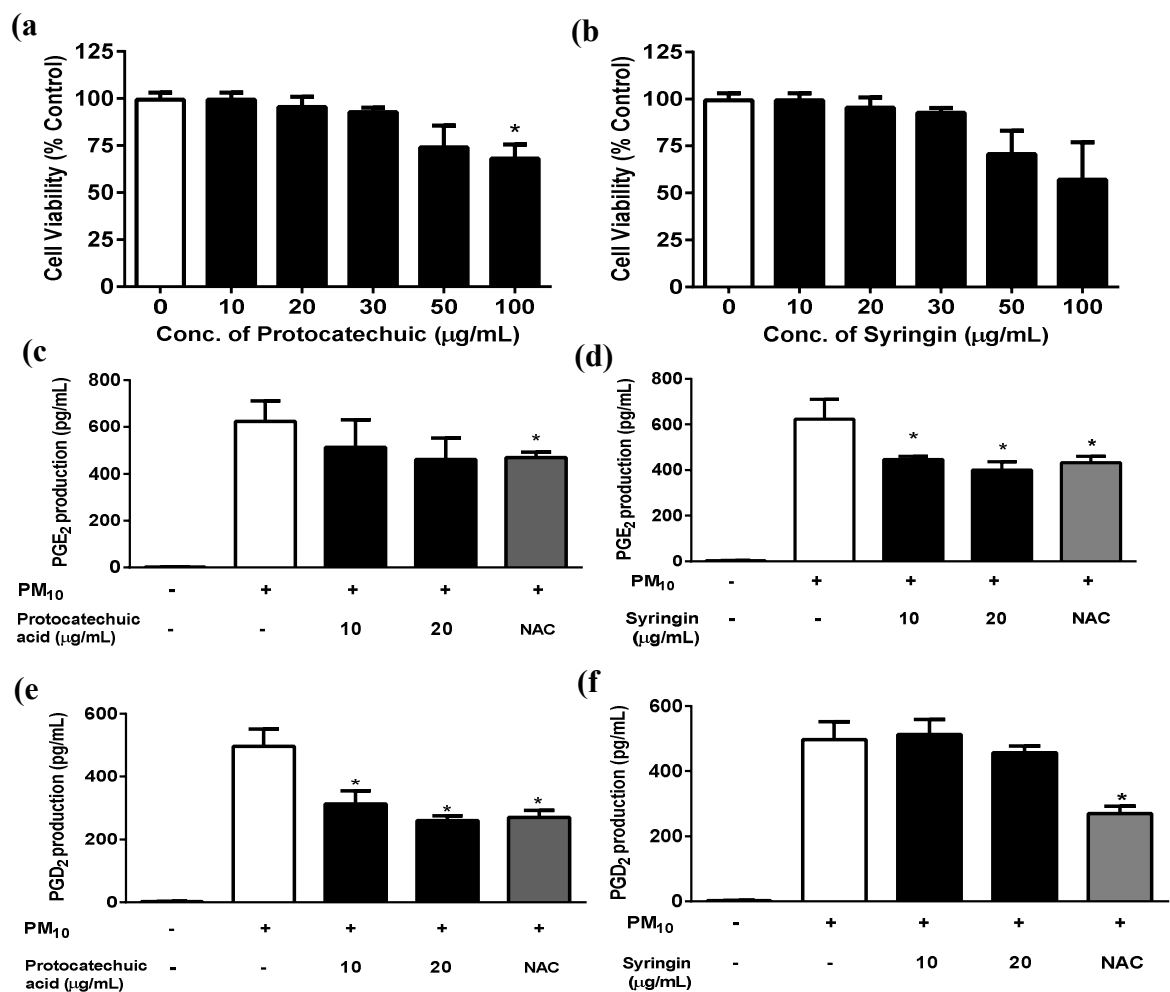 (a
125
100
75
50
25
0
Cell Viability (% Control)
*
0 10 20 30 50 100
Conc. of Protocatechuic (μg/mL)
(b
125
100
75
50
25
0
Cell Viability (% Control)
0 10 20 30 50 100
Conc. of Syringin (μg/mL)
(c
800
600
400
200
0
PGE2 production (pg/mL)
*
PM10 - + + + +
Protocatechuic
acid (μg/mL) - - 10 20 NAC
(d
800
600
400
200
0
PGE2 production (pg/mL)
* * *
PM10 - + + + +
Syringin
(μg/mL) - - 10 20 NAC
(e
600
400
200
0
PGD2 production (pg/mL)
* * *
PM10 - + + + +
Protocatechuic
acid (μg/mL) - - 10 20 NAC
(f
600
400
200
0
PGD2 production (pg/mL)
*
PM10 - + + + +
Syringin
(μg/mL) - - 10 20 NAC